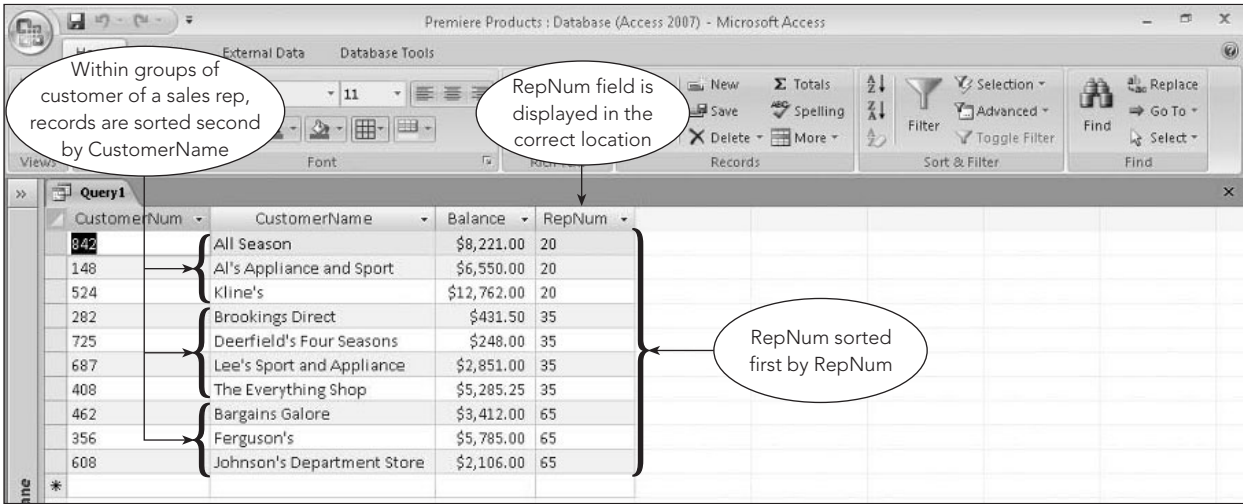 Premiere Products : Database (Access 2007) - Microsoft Access
External Data Database Tools
Within groups of
customer of a sales rep,
records are sorted second
by CustomerName
RepNum field is
displayed in the
correct location
11
New Σ Totals
Save Spelling
Delete More
Filter
Selection
Advanced
Toggle Filter
Find
Replace
Go To
Select
Views Font Records Sort & Filter Find
Query1
CustomerNum CustomerName Balance RepNum
842 All Season $8,221.00 20
148 Al's Appliance and Sport $6,550.00 20
524 Kline's $12,762.00 20
282 Brookings Direct $431.50 35
725 Deerfield's Four Seasons $248.00 35
687 Lee's Sport and Appliance $2,851.00 35
408 The Everything Shop $5,285.25 35
462 Bargains Galore $3,412.00 65
356 Ferguson's $5,785.00 65
608 Johnson's Department Store $2,106.00 65
RepNum sorted
first by RepNum